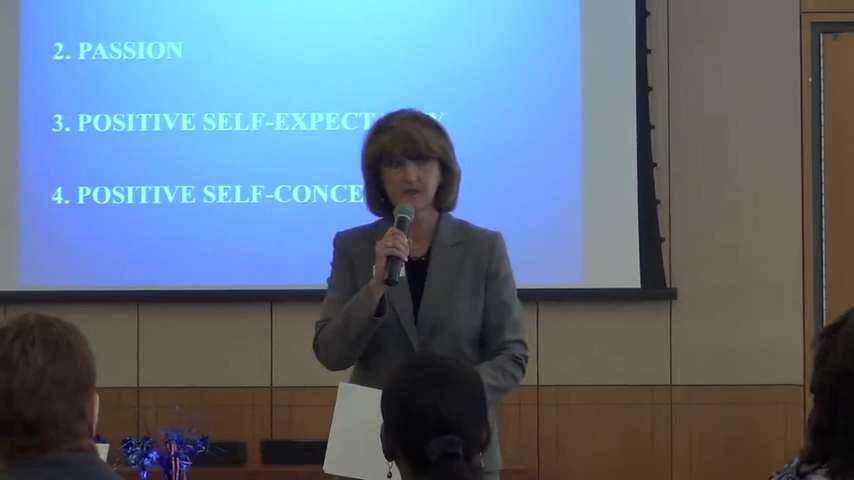 2. PASSION
3. POSITIVE SELF-EXPECT
4. POSITIVE SELF-CONCE